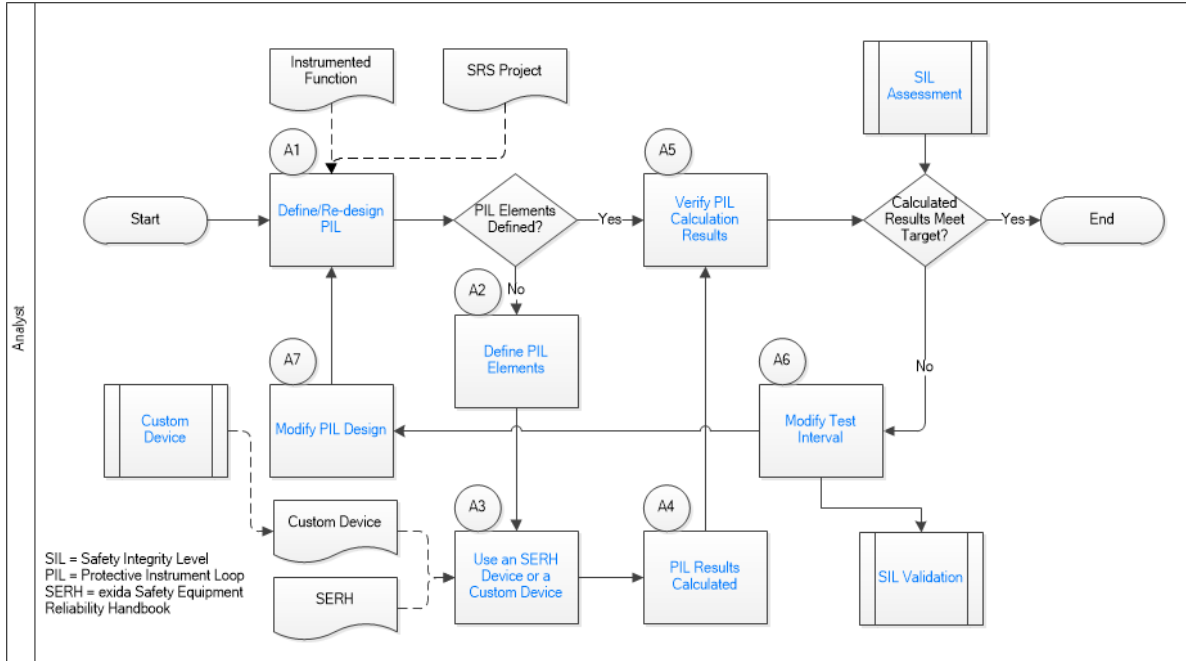 Analyst
Instrumented
Function
SRS Project
SIL
Assessment
A1
A5
Start
Define/Re-design
PIL
PIL Elements
Defined?
Yes
Verify PIL
Calculation
Results
Calculated
Results Meet
Target?
Yes
End
No
A2
Define PIL
Elements
No
A7
A6
Custom
Device
Modify PIL Design
Modify Test
Interval
A3
A4
Custom Device
Use an SERH
Device or a
Custom Device
PIL Results
Calculated
SIL Validation
SERH
SIL = Safety Integrity Level
PIL = Protective Instrument Loop
SERH = exida Safety Equipment
Reliability Handbook